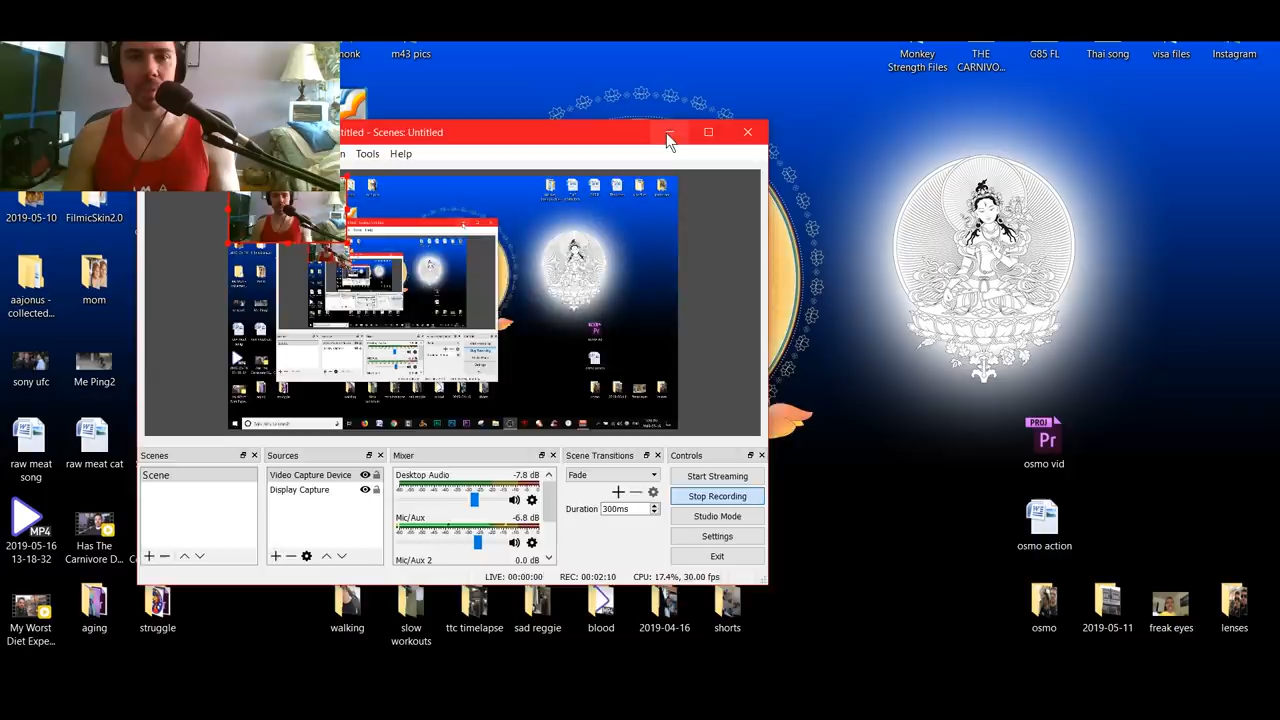 onk
m43 pics
Monkey
Strength Files
THE
CARNIVO...
G85 FL
Thai song
visa files
Instagram
titled - Scenes: Untitled
Tools
Help
2019-05-10
FilmicSkin2.0
aajonus -
collected...
mom
sony ufc
Me Ping2
raw meat
song
raw meat cat
MP4
2019-05-16
13-18-32
Has The
Carnivore D...
PROJ
Pr
osmo vid
osmo action
Scenes
Scene
Sources
Video Capture Device
Display Capture
Mixer
Desktop Audio
-7.8 dB
Mic/Aux
-6.8 dB
Mic/Aux 2
0.0 dB
Scene Transitions
Fade
Duration
300ms
Controls
Start Streaming
Stop Recording
Studio Mode
Settings
Exit
LIVE: 00:00:00
REC: 00:02:10
CPU: 17.4%, 30.00 fps
My Worst
Diet Expe...
aging
struggle
walking
slow
workouts
ttc timelapse
sad reggie
blood
2019-04-16
shorts
osmo
2019-05-11
freak eyes
lenses